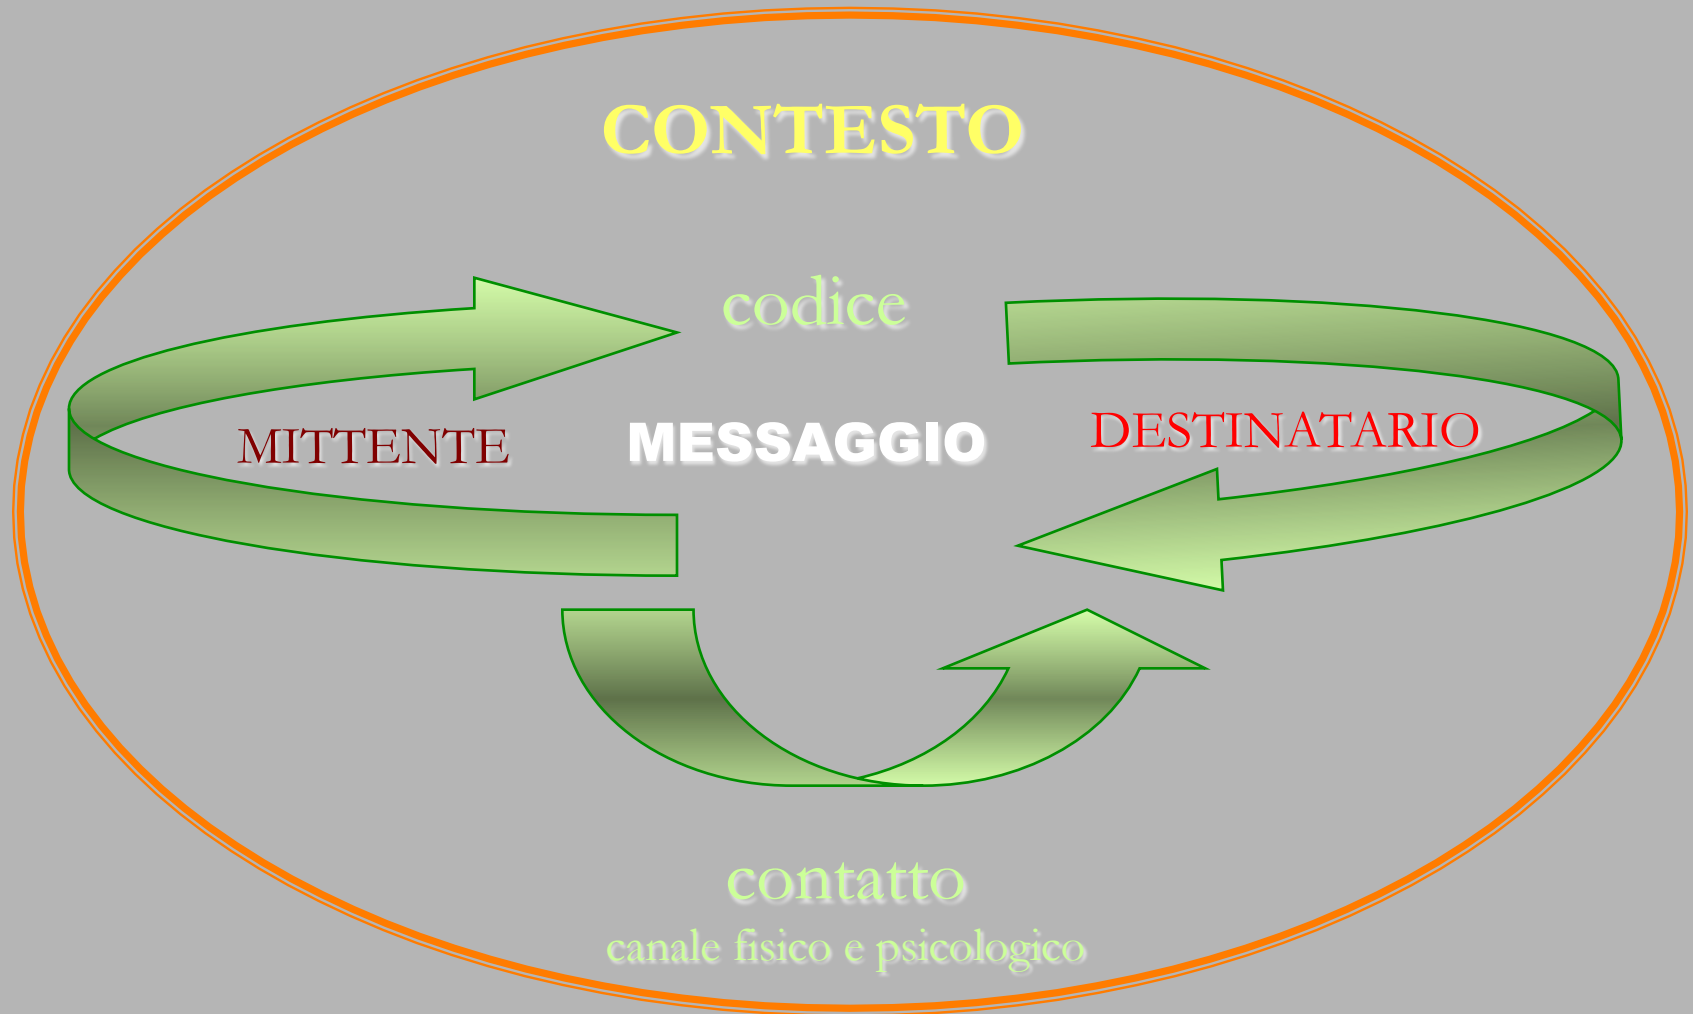 CONTESTO
codice
MITTENTE
MESSAGGIO
DESTINATARIO
contatto
canale fisico e psicologico